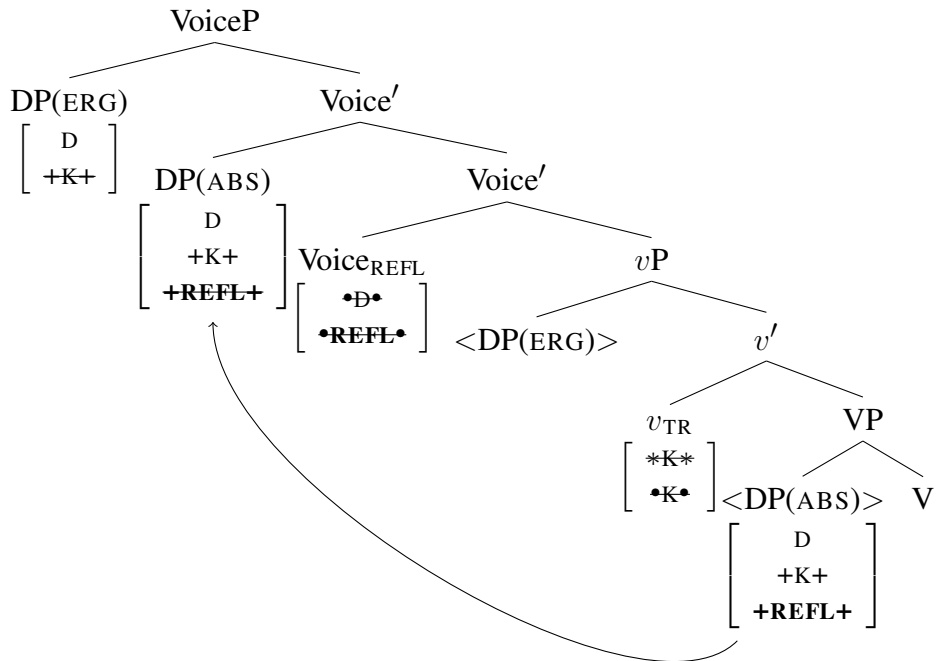 VoiceP
DP(ERG) Voice′
D
+K+
DP(ABS) Voice′
D
+K+
+REFL+
VoiceREFL vP
•D•
•REFL•
<DP(ERG)> v′
vTR VP
*K*
•K•
<DP(ABS)> V
D
+K+
+REFL+